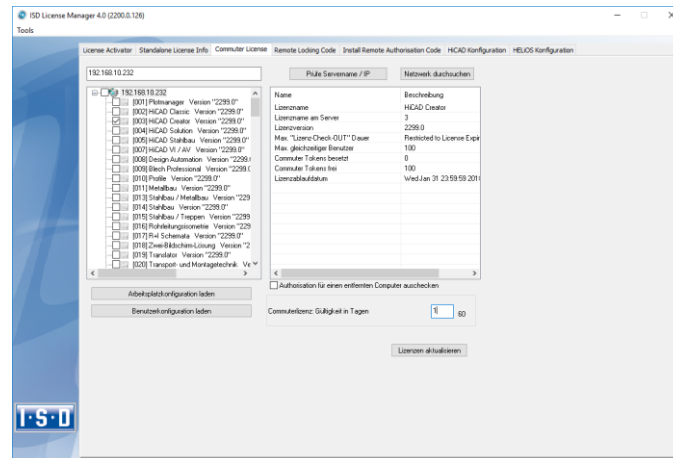 ISD License Manager 4.0 (2200.0.126)
Tools
License Activator Standalone License Info Commuter License Remote Locking Code Install Remote Authorisation Code HiCAD Konfiguration HELiOS Konfiguration
192.168.10.232
Prüfe Servername / IP
Netzwerk durchsuchen
192.168.10.232
[001] Plotmanager Version "2299.0"
[002] HiCAD Classic Version "2299.0"
[003] HiCAD Creator Version "2299.0"
[004] HiCAD Solution Version "2299.0"
[005] HiCAD Stahlbau Version "2299.0"
[007] HiCAD VI / AV Version "2299.0"
[008] Design Automation Version "2299.
[009] Blech Professional Version "2299.
[010] Profile Version "2299.0"
[011] Metallbau Version "2299.0"
[013] Stahlbau / Metallbau Version "229
[014] Stahlbau Version "2299.0"
[015] Stahlbau / Treppen Version "2299
[016] Rohrleitungsisometrie Version "2299
[017] R+I Schemata Version "2299.0"
[018] Zwei-Bildschirm-Lösung Version "2
[019] Translator Version "2299.0"
[020] Transport- und Montagetechnik Ve
Name Beschreibung
Lizenzname HiCAD Creator
Lizenzname am Server 3
Lizenzversion 2299.0
Max. "Lizenz-Check-OUT" Dauer Restricted to License Expir
Max. gleichzeitiger Benutzer 100
Commuter Tokens besetzt 0
Commuter Tokens frei 100
Lizenzablaufdatum Wed Jan 31 23:59:59 201
Authorisation für einen entfernten Computer auschecken
Arbeitsplatzkonfiguration laden
Benutzerkonfiguration laden
Commuterlizenz: Gültigkeit in Tagen
1
60
Lizenzen aktualisieren
I·S·D